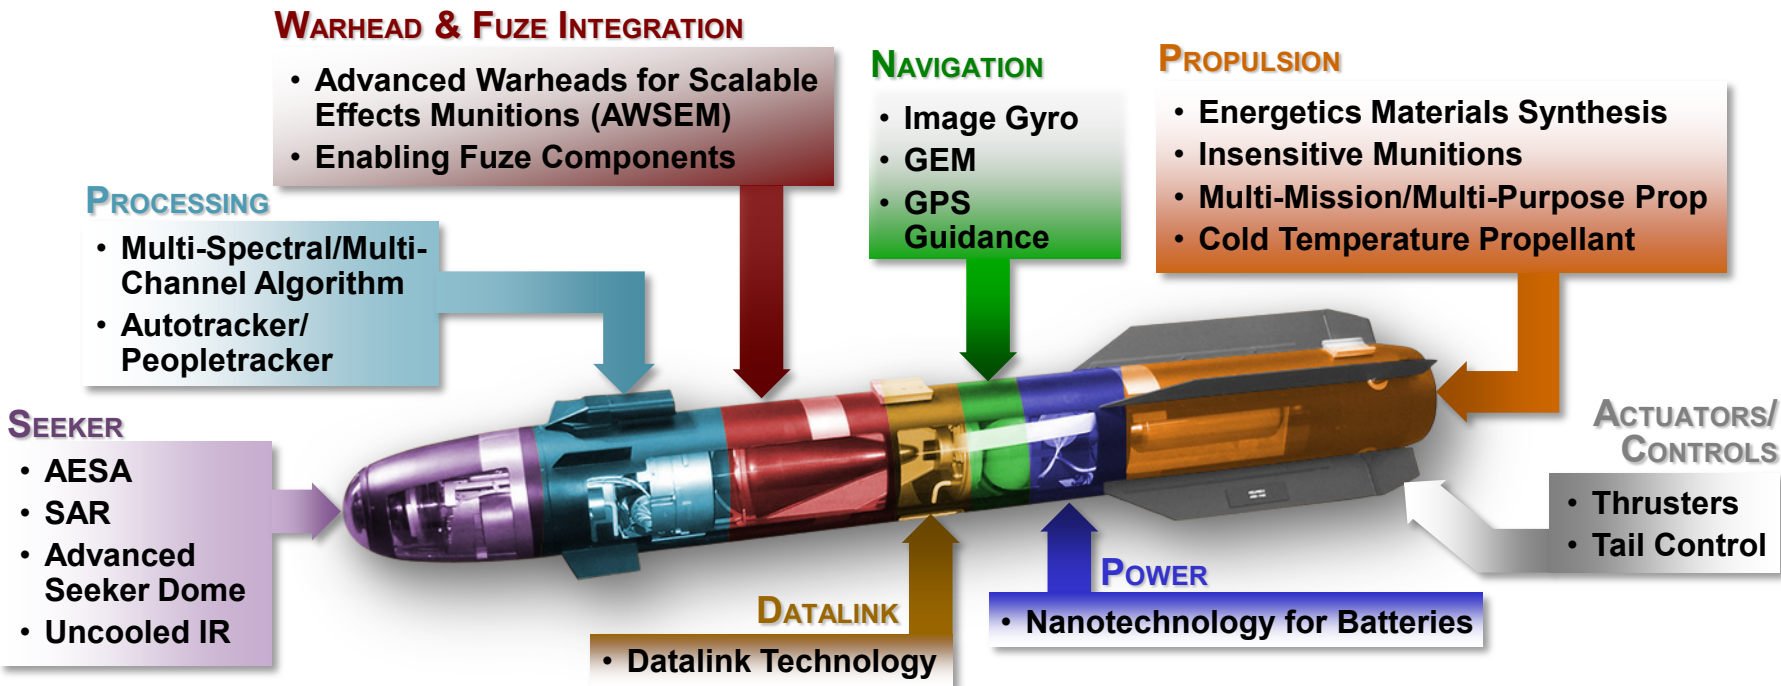 WARHEAD & FUZE INTEGRATION
• Advanced Warheads for Scalable
Effects Munitions (AWSEM)
• Enabling Fuze Components
NAVIGATION
• Image Gyro
• GEM
• GPS
Guidance
PROPULSION
• Energetics Materials Synthesis
• Insensitive Munitions
• Multi-Mission/Multi-Purpose Prop
• Cold Temperature Propellant
PROCESSING
• Multi-Spectral/Multi-
Channel Algorithm
• Autotracker/
Peopletracker
SEEKER
• AESA
• SAR
• Advanced
Seeker Dome
• Uncooled IR
DATALINK
• Datalink Technology
POWER
• Nanotechnology for Batteries
ACTUATORS/
CONTROLS
• Thrusters
• Tail Control